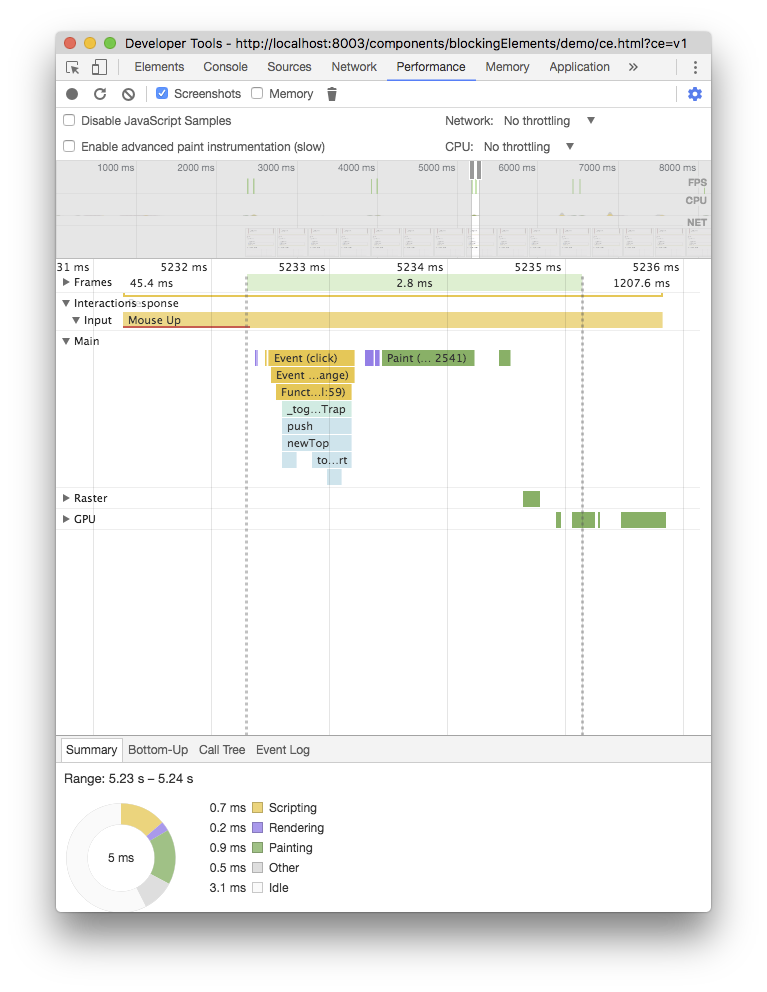 Developer Tools - http://localhost:8003/components/blockingElements/demo/ce.html?ce=v1
Elements Console Sources Network Performance Memory Application »
Screenshots Memory
Disable JavaScript Samples Network: No throttling
Enable advanced paint instrumentation (slow) CPU: No throttling
1000 ms 2000 ms 3000 ms 4000 ms 5000 ms 6000 ms 7000 ms 8000 ms
FPS
CPU
NET
31 ms 5232 ms 5233 ms 5234 ms 5235 ms 5236 ms
Frames 45.4 ms 2.8 ms 1207.6 ms
Interactions sponse
Input Mouse Up
Main
Event (click) Paint (... 2541)
Event ...ange)
Funct...l:59)
_tog...Trap
push
newTop
to...rt
Raster
GPU
Summary Bottom-Up Call Tree Event Log
Range: 5.23 s – 5.24 s
0.7 ms Scripting
0.2 ms Rendering
5 ms 0.9 ms Painting
0.5 ms Other
3.1 ms Idle